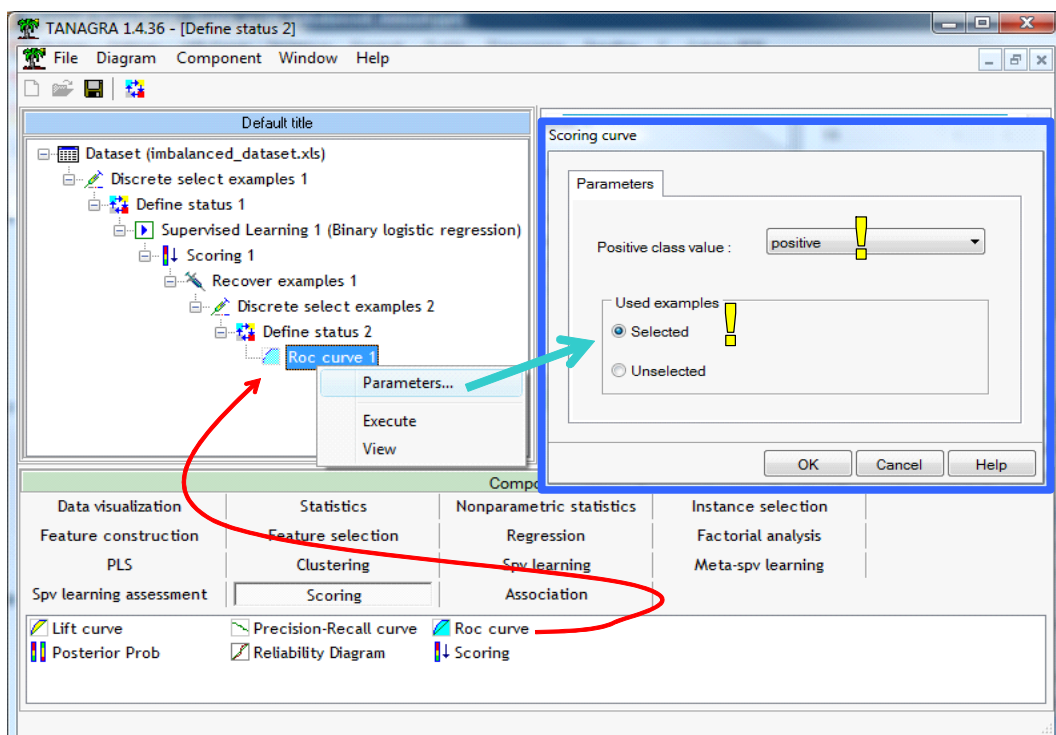 TANAGRA 1.4.36 - [Define status 2]
File Diagram Component Window Help
Default title
Dataset (imbalanced_dataset.xls)
Discrete select examples 1
Define status 1
Supervised Learning 1 (Binary logistic regression)
Scoring 1
Recover examples 1
Discrete select examples 2
Define status 2
Roc curve 1
Parameters...
Execute
View
Scoring curve
Parameters
Positive class value :
positive
!
Used examples
Selected
!
Unselected
OK Cancel Help
Compo
Data visualization Statistics Nonparametric statistics Instance selection
Feature construction Feature selection Regression Factorial analysis
PLS Clustering Spv learning Meta-spv learning
Spv learning assessment Scoring Association
Lift curve Precision-Recall curve Roc curve
Posterior Prob Reliability Diagram Scoring